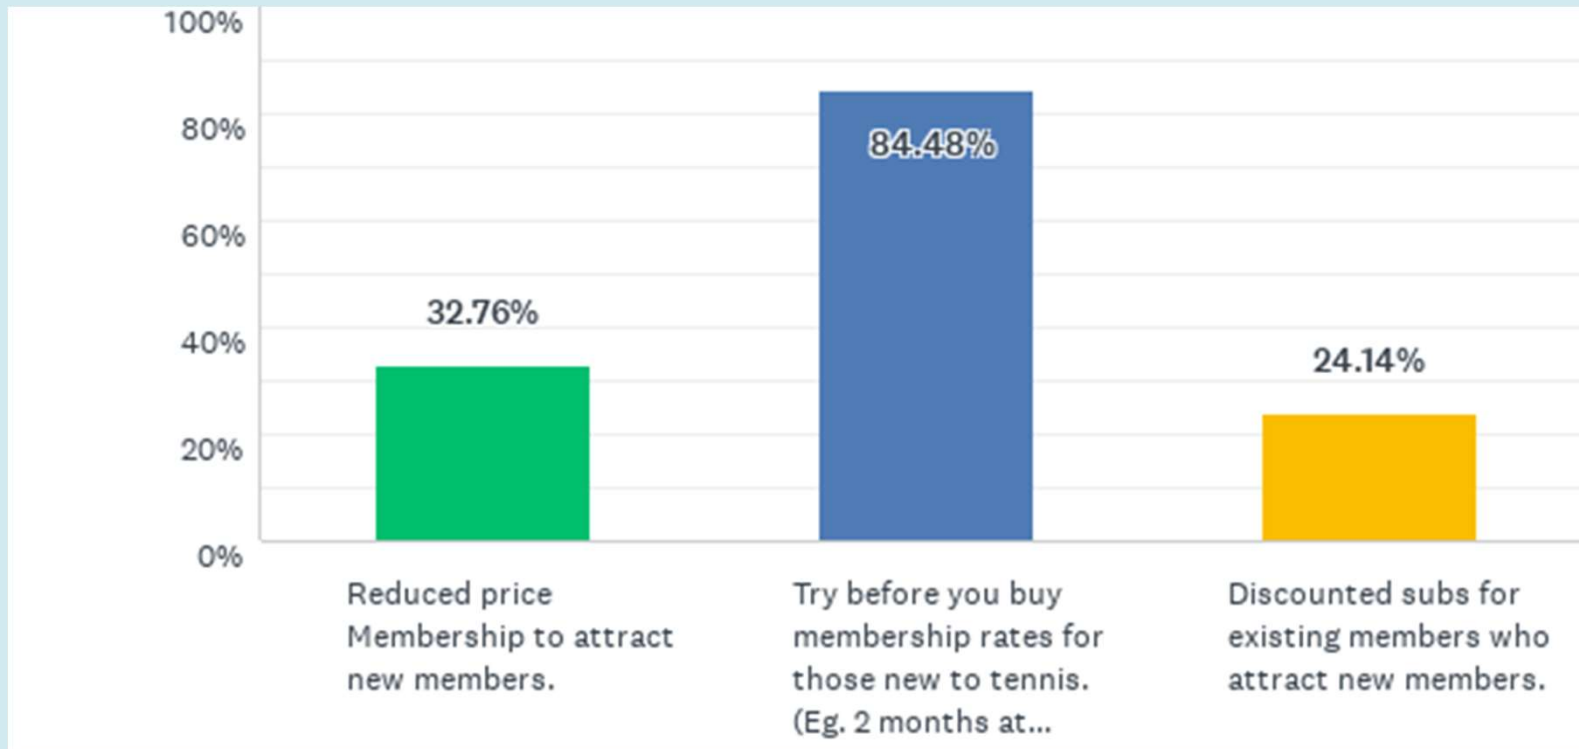 100%
80%
60%
40%
20%
0%
32.76%
84.48%
24.14%
Reduced price
Membership to attract
new members.
Try before you buy
membership rates for
those new to tennis.
(Eg. 2 months at...
Discounted subs for
existing members who
attract new members.